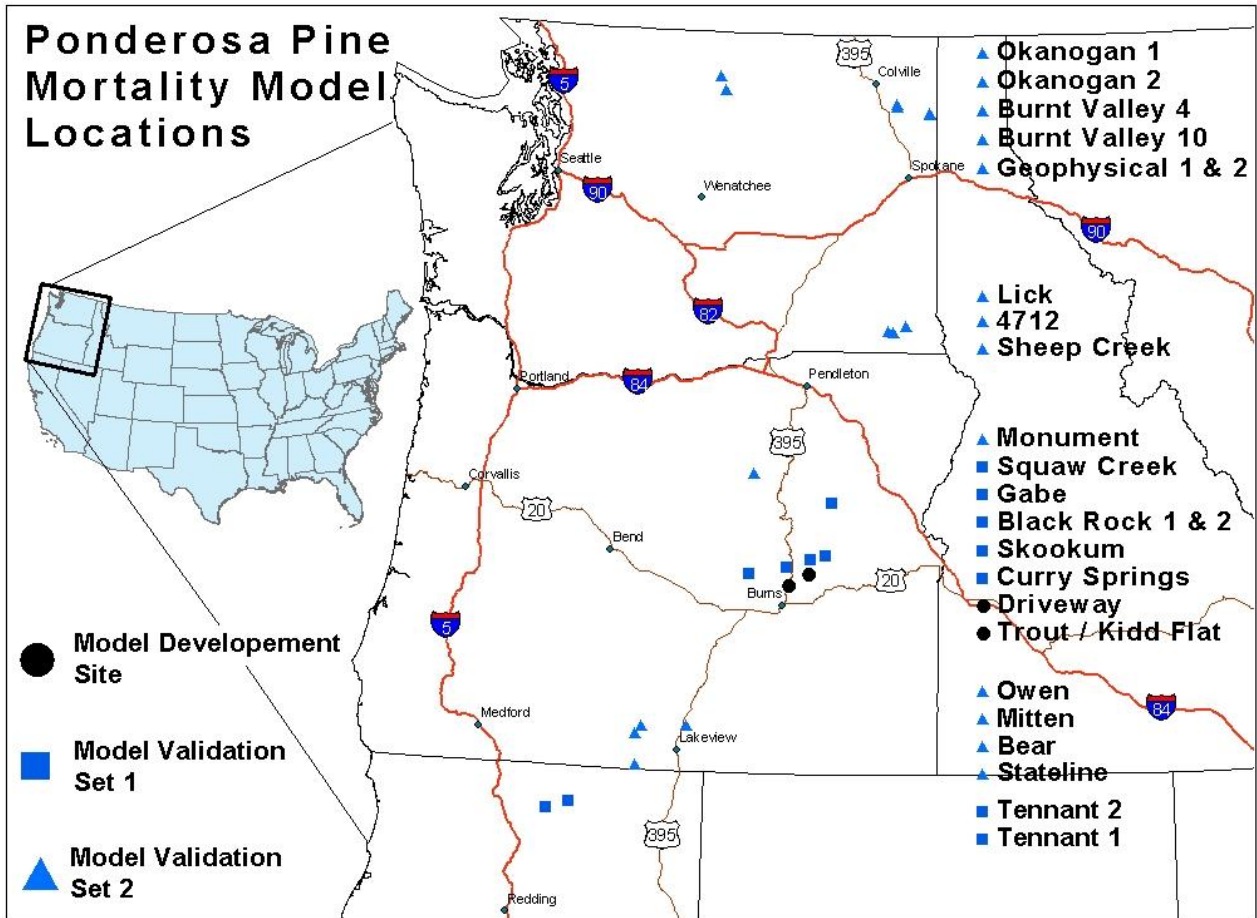 Ponderosa Pine
Mortality Model
Locations
5
395
Colville
Seattle
90
Wenatchee
Spokane
90
82
Portland
84
Pendleton
395
Corvallis
20
Bend
Burns
20
5
Medford
Lakeview
84
395
Redding
Okanogan 1
Okanogan 2
Burnt Valley 4
Burnt Valley 10
Geophysical 1 & 2
Lick
4712
Sheep Creek
Monument
Squaw Creek
Gabe
Black Rock 1 & 2
Skookum
Curry Springs
Driveway
Trout / Kidd Flat
Owen
Mitten
Bear
Stateline
Tennant 2
Tennant 1
Model Developement
Site
Model Validation
Set 1
Model Validation
Set 2